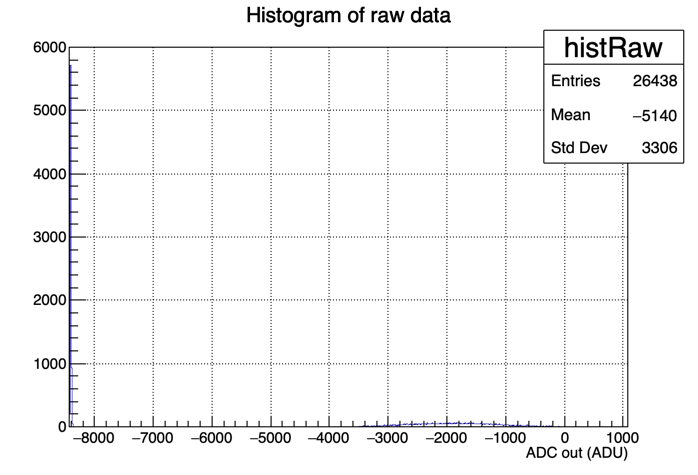 Histogram of raw data
histRaw
Entries 26438
Mean −5140
Std Dev 3306
6000
5000
4000
3000
2000
1000
0
−8000 −7000 −6000 −5000 −4000 −3000 −2000 −1000 0 1000
ADC out (ADU)